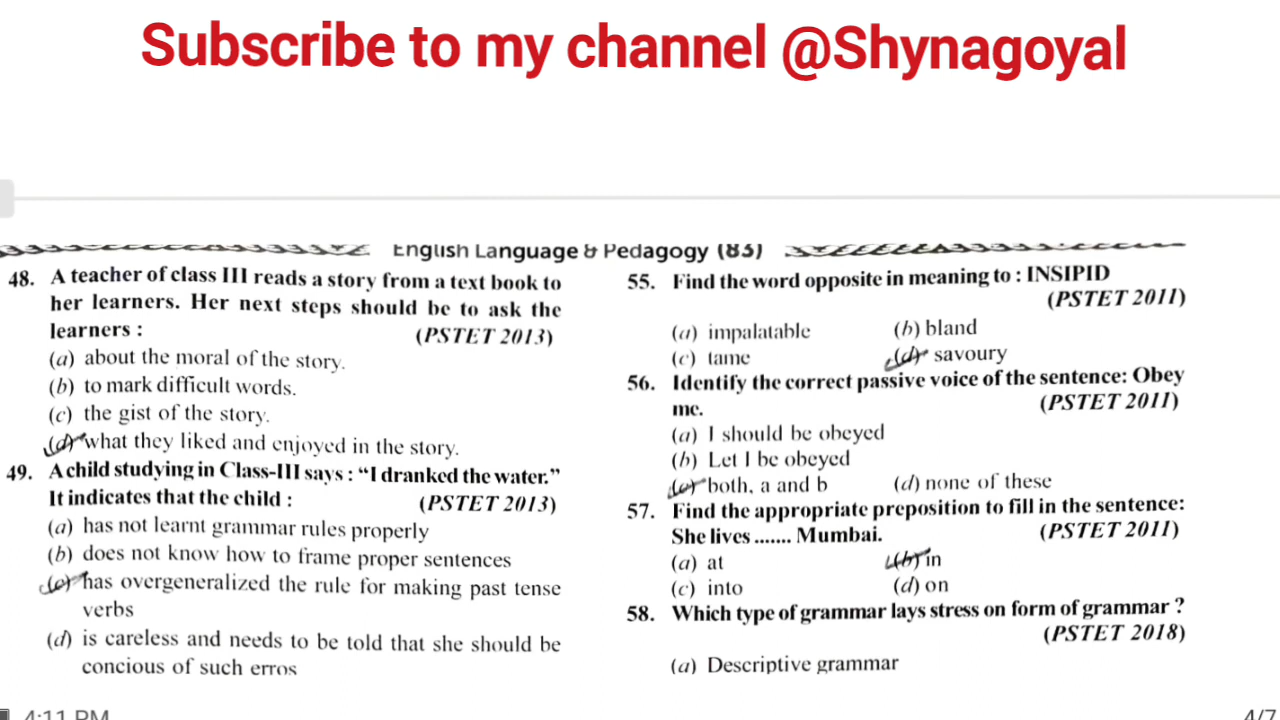 Subscribe to my channel @Shynagoyal
English Language & Pedagogy (83)
48. A teacher of class III reads a story from a text book to
her learners. Her next steps should be to ask the
learners : (PSTET 2013)
(a) about the moral of the story.
(b) to mark difficult words.
(c) the gist of the story.
(d) what they liked and enjoyed in the story.
49. A child studying in Class-III says : “I dranked the water.”
It indicates that the child : (PSTET 2013)
(a) has not learnt grammar rules properly
(b) does not know how to frame proper sentences
(c) has overgeneralized the rule for making past tense
verbs
(d) is careless and needs to be told that she should be
concious of such erros
55. Find the word opposite in meaning to : INSIPID
(PSTET 2011)
(a) impalatable (b) bland
(c) tame (d) savoury
56. Identify the correct passive voice of the sentence: Obey
me. (PSTET 2011)
(a) I should be obeyed
(b) Let I be obeyed
(c) both, a and b (d) none of these
57. Find the appropriate preposition to fill in the sentence:
She lives ....... Mumbai. (PSTET 2011)
(a) at (b) in
(c) into (d) on
58. Which type of grammar lays stress on form of grammar ?
(PSTET 2018)
(a) Descriptive grammar
4:11 PM
4/7